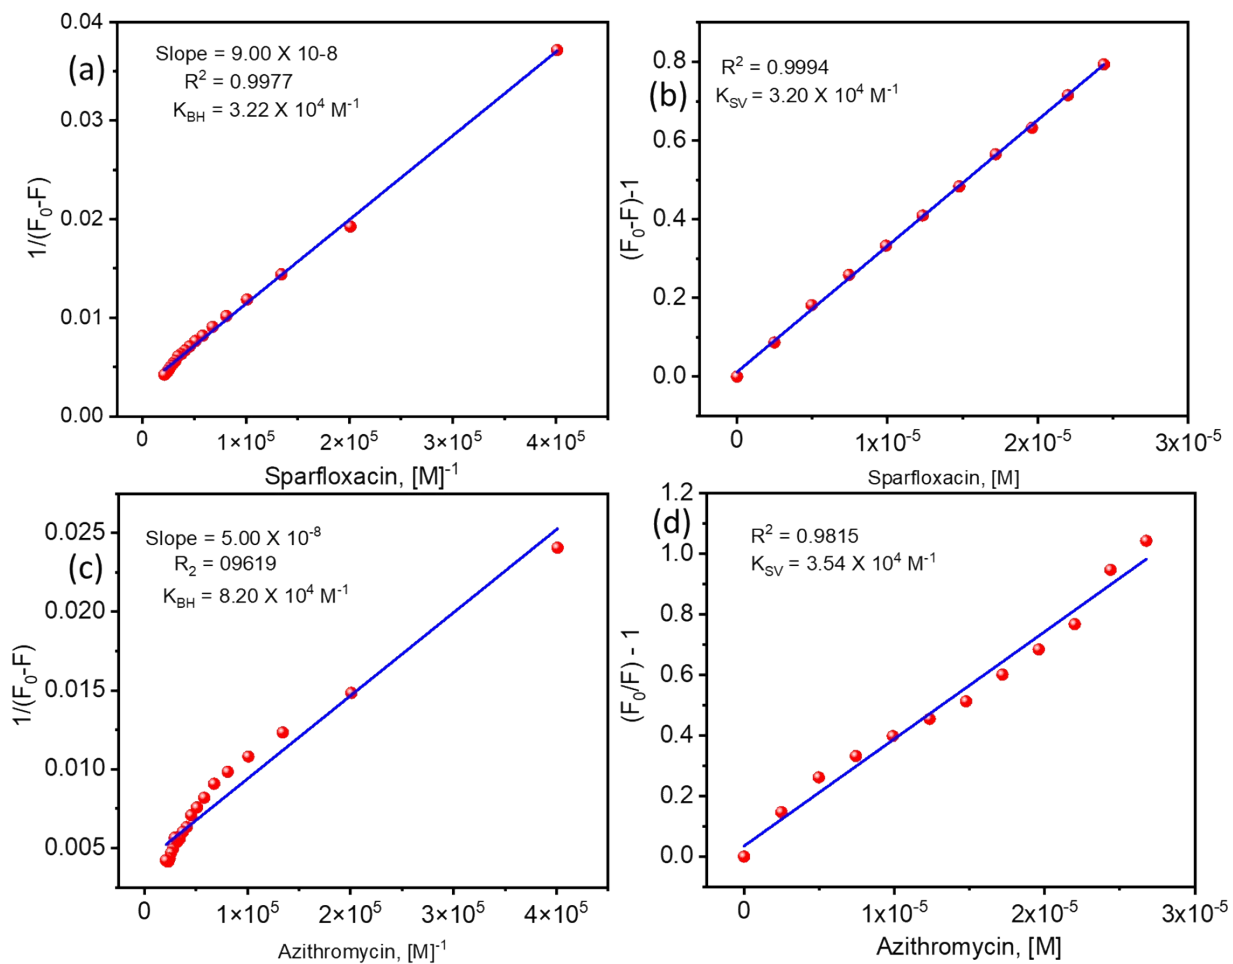 (a)
Slope = 9.00 X 10-8
R² = 0.9977
K_BH = 3.22 X 10⁴ M⁻¹
0.04
0.03
0.02
0.01
0.00
1/(F₀-F)
0
1×10⁵
2×10⁵
3×10⁵
4×10⁵
Sparfloxacin, [M]⁻¹
(b)
R² = 0.9994
K_SV = 3.20 X 10⁴ M⁻¹
0.8
0.6
0.4
0.2
0.0
(F₀-F)-1
0
1x10⁻⁵
2x10⁻⁵
3x10⁻⁵
Sparfloxacin, [M]
(c)
Slope = 5.00 X 10⁻⁸
R₂ = 09619
K_BH = 8.20 X 10⁴ M⁻¹
0.025
0.020
0.015
0.010
0.005
1/(F₀-F)
0
1×10⁵
2×10⁵
3×10⁵
4×10⁵
Azithromycin, [M]⁻¹
(d)
R² = 0.9815
K_SV = 3.54 X 10⁴ M⁻¹
1.2
1.0
0.8
0.6
0.4
0.2
0.0
(F₀/F) - 1
0
1x10⁻⁵
2x10⁻⁵
3x10⁻⁵
Azithromycin, [M]